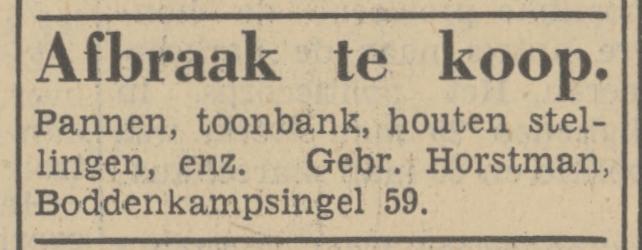 Afbraak te koop.
Pannen, toonbank, houten stel-
lingen, enz. Gebr. Horstman,
Boddenkampsingel 59.